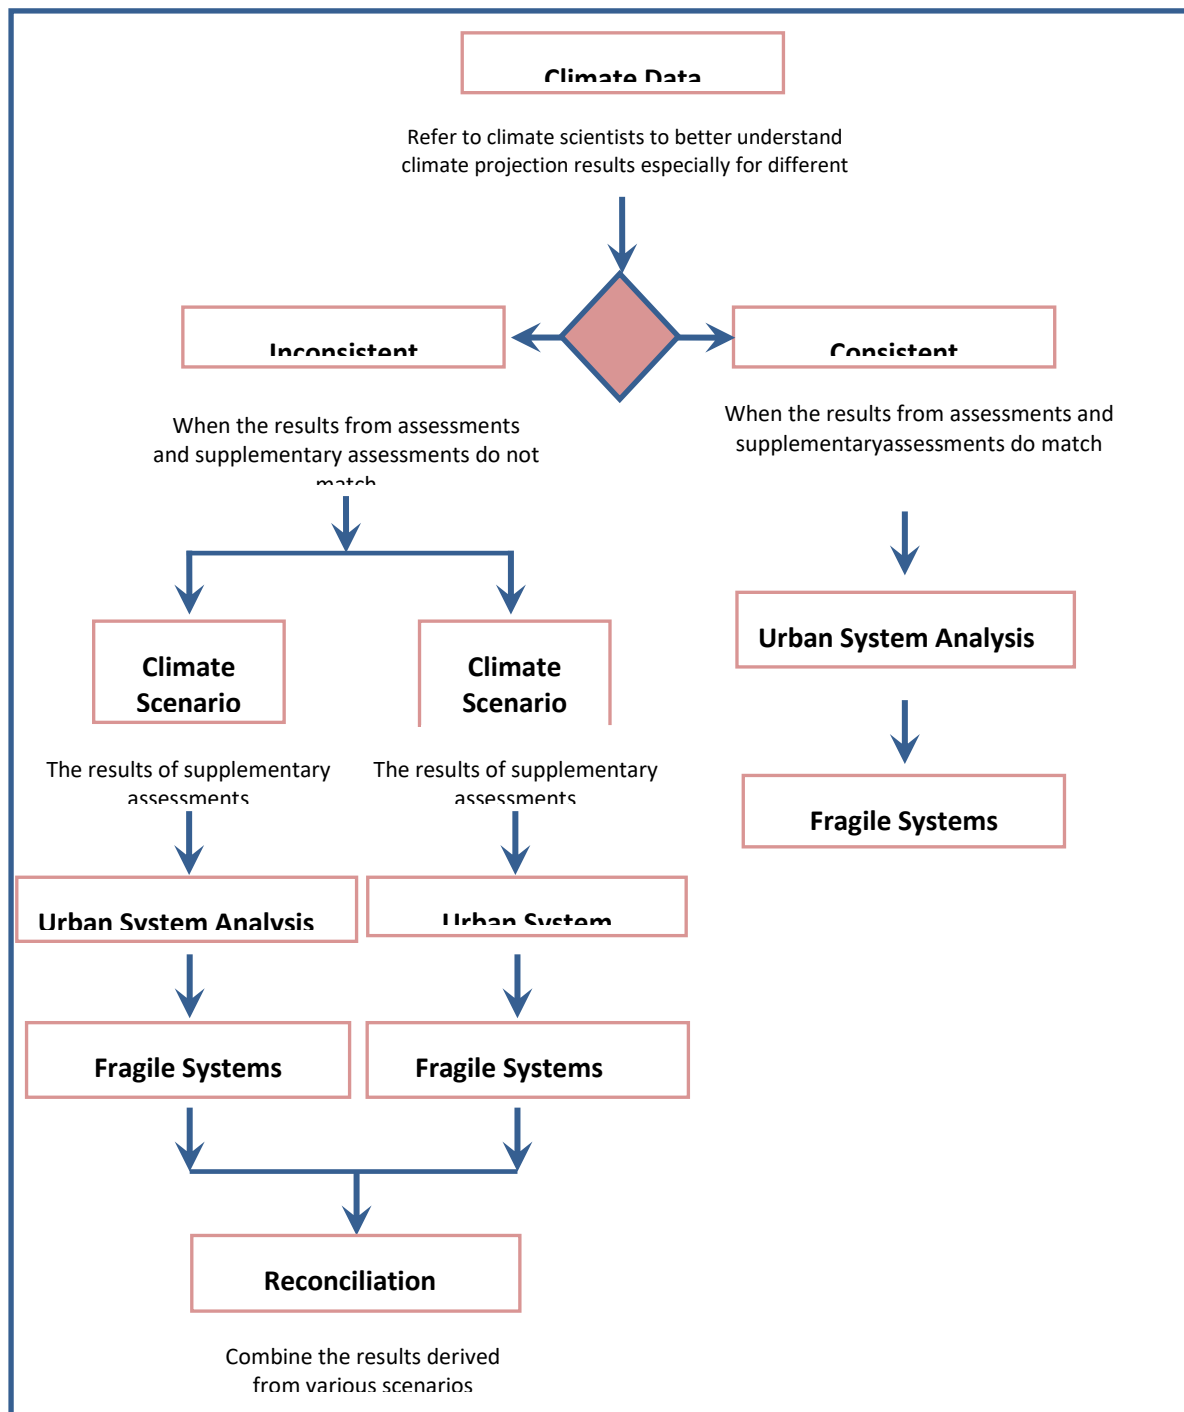 Climate Data
Refer to climate scientists to better understand
climate projection results especially for different
Inconsistent
Consistent
When the results from assessments
and supplementary assessments do not
match
When the results from assessments and
supplementaryassessments do match
Climate
Scenario
Climate
Scenario
Urban System Analysis
The results of supplementary
assessments
The results of supplementary
assessments
Fragile Systems
Urban System Analysis
Urban System
Fragile Systems
Fragile Systems
Reconciliation
Combine the results derived
from various scenarios